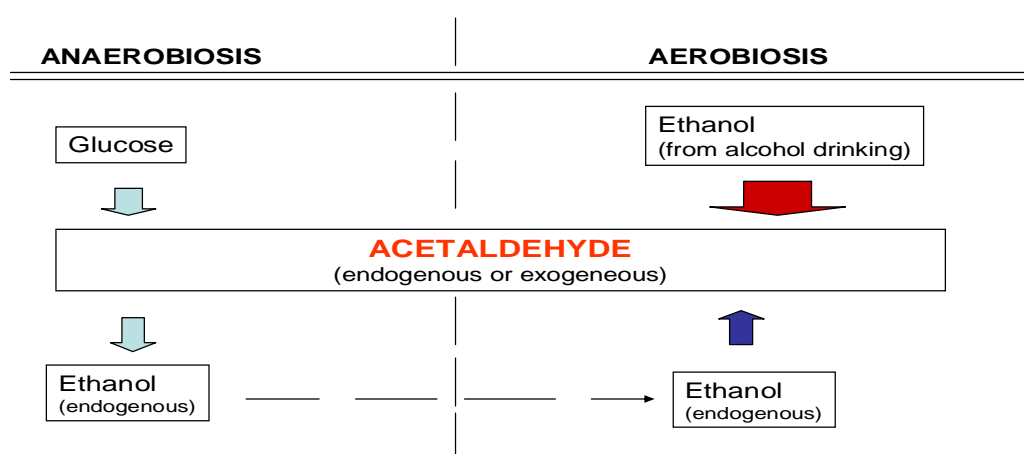 ANAEROBIOSIS
AEROBIOSIS
Glucose
Ethanol
(from alcohol drinking)
ACETALDEHYDE
(endogenous or exogeneous)
Ethanol
(endogenous)
Ethanol
(endogenous)